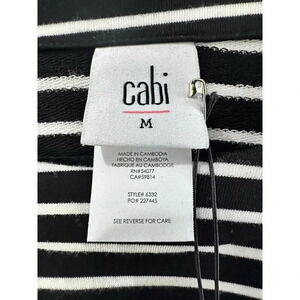 cabi
M
MADE IN CAMBODIA
HECHO EN CAMBOYA
FABRIQUE AU CAMBODGE
RN#54077
CA#59814
STYLE# 6332
PO# 227445
SEE REVERSE FOR CARE